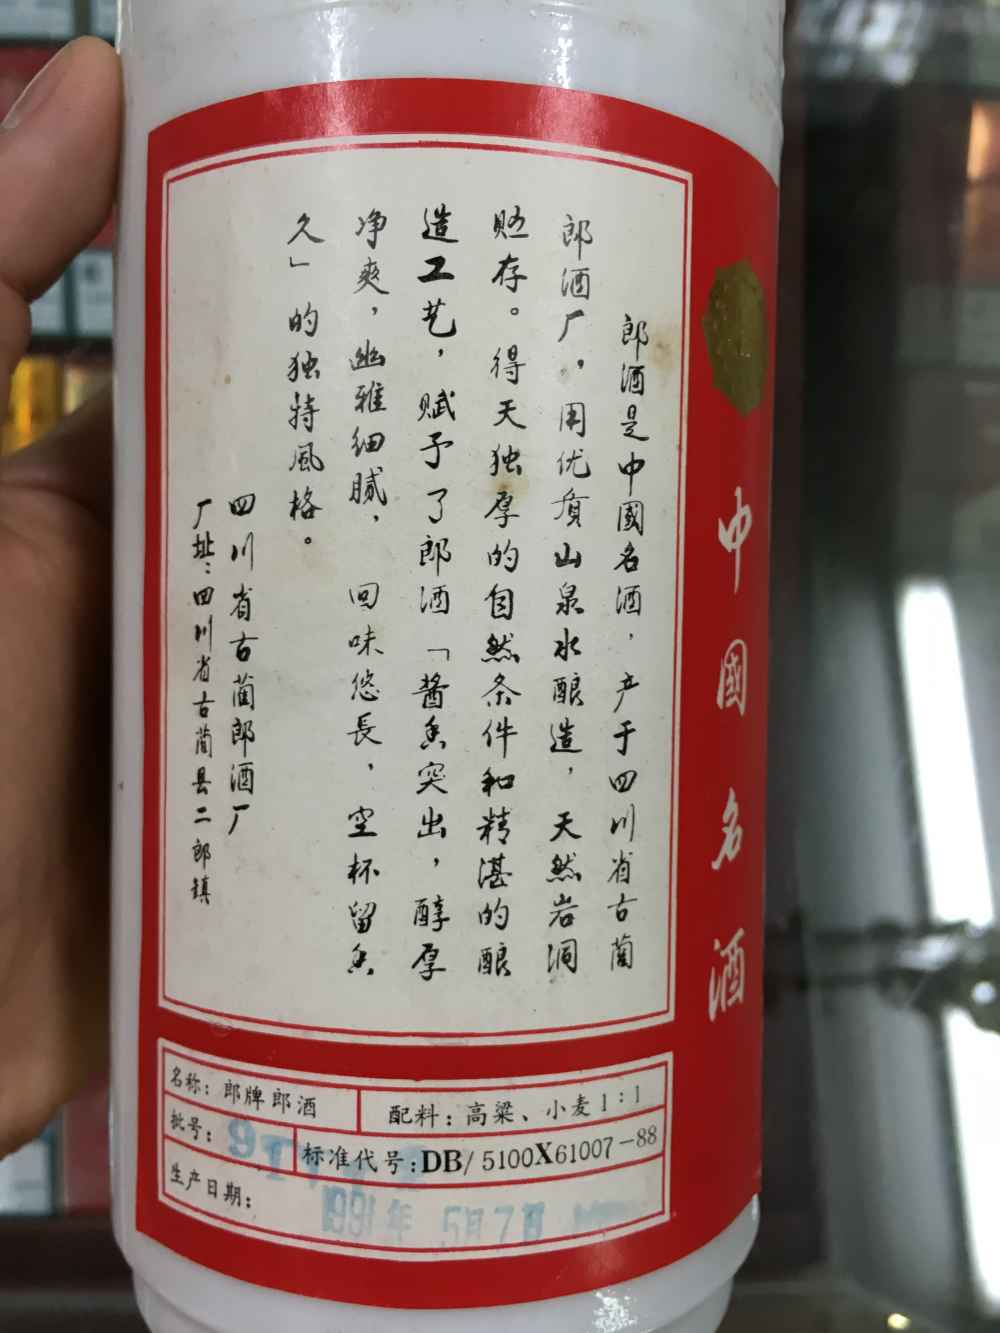 郎酒是中國名酒，产于四川省古蔺
郎酒厂，用优质山泉水酿造，天然岩洞
贮存。得天独厚的自然条件和精湛的酿
造工艺，赋予了郎酒「酱香突出，醇厚
净爽，幽雅细腻，回味悠長，空杯留香
久」的独特風格。
四川省古蔺郎酒厂
厂址：四川省古蔺县二郎镇
中國名酒
名称：郎牌郎酒
配料：高粱、小麦1：1
批号：
标准代号：DB/5100X61007-88
生产日期：1991年5月7日